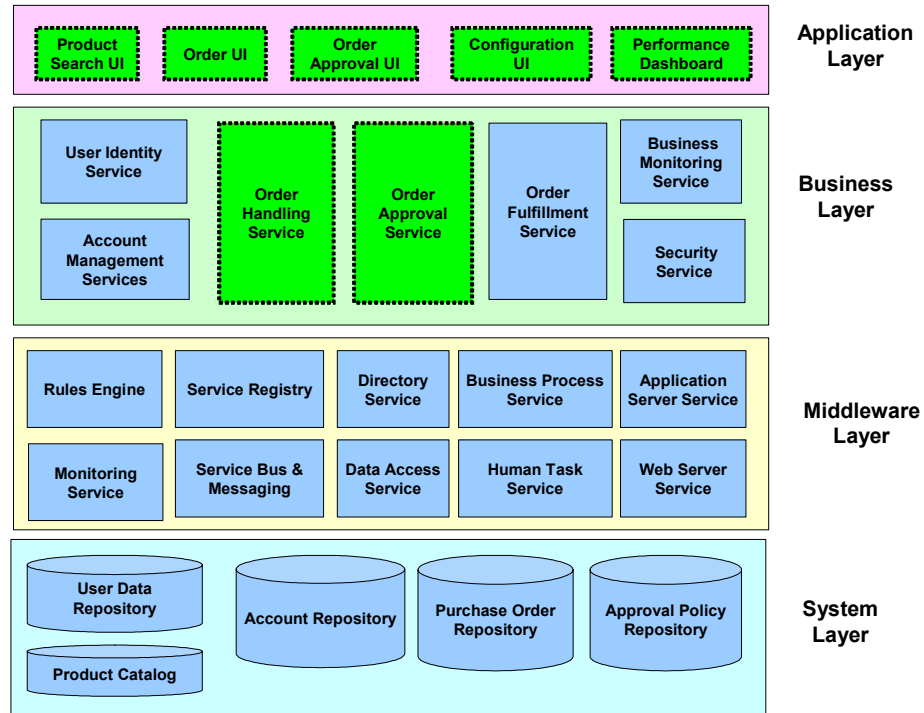 Product
Search UI
Order UI
Order
Approval UI
Configuration
UI
Performance
Dashboard
Application
Layer
User Identity
Service
Account
Management
Services
Order
Handling
Service
Order
Approval
Service
Order
Fulfillment
Service
Business
Monitoring
Service
Security
Service
Business
Layer
Rules Engine
Service Registry
Directory
Service
Business Process
Service
Application
Server Service
Monitoring
Service
Service Bus &
Messaging
Data Access
Service
Human Task
Service
Web Server
Service
Middleware
Layer
User Data
Repository
Product Catalog
Account Repository
Purchase Order
Repository
Approval Policy
Repository
System
Layer